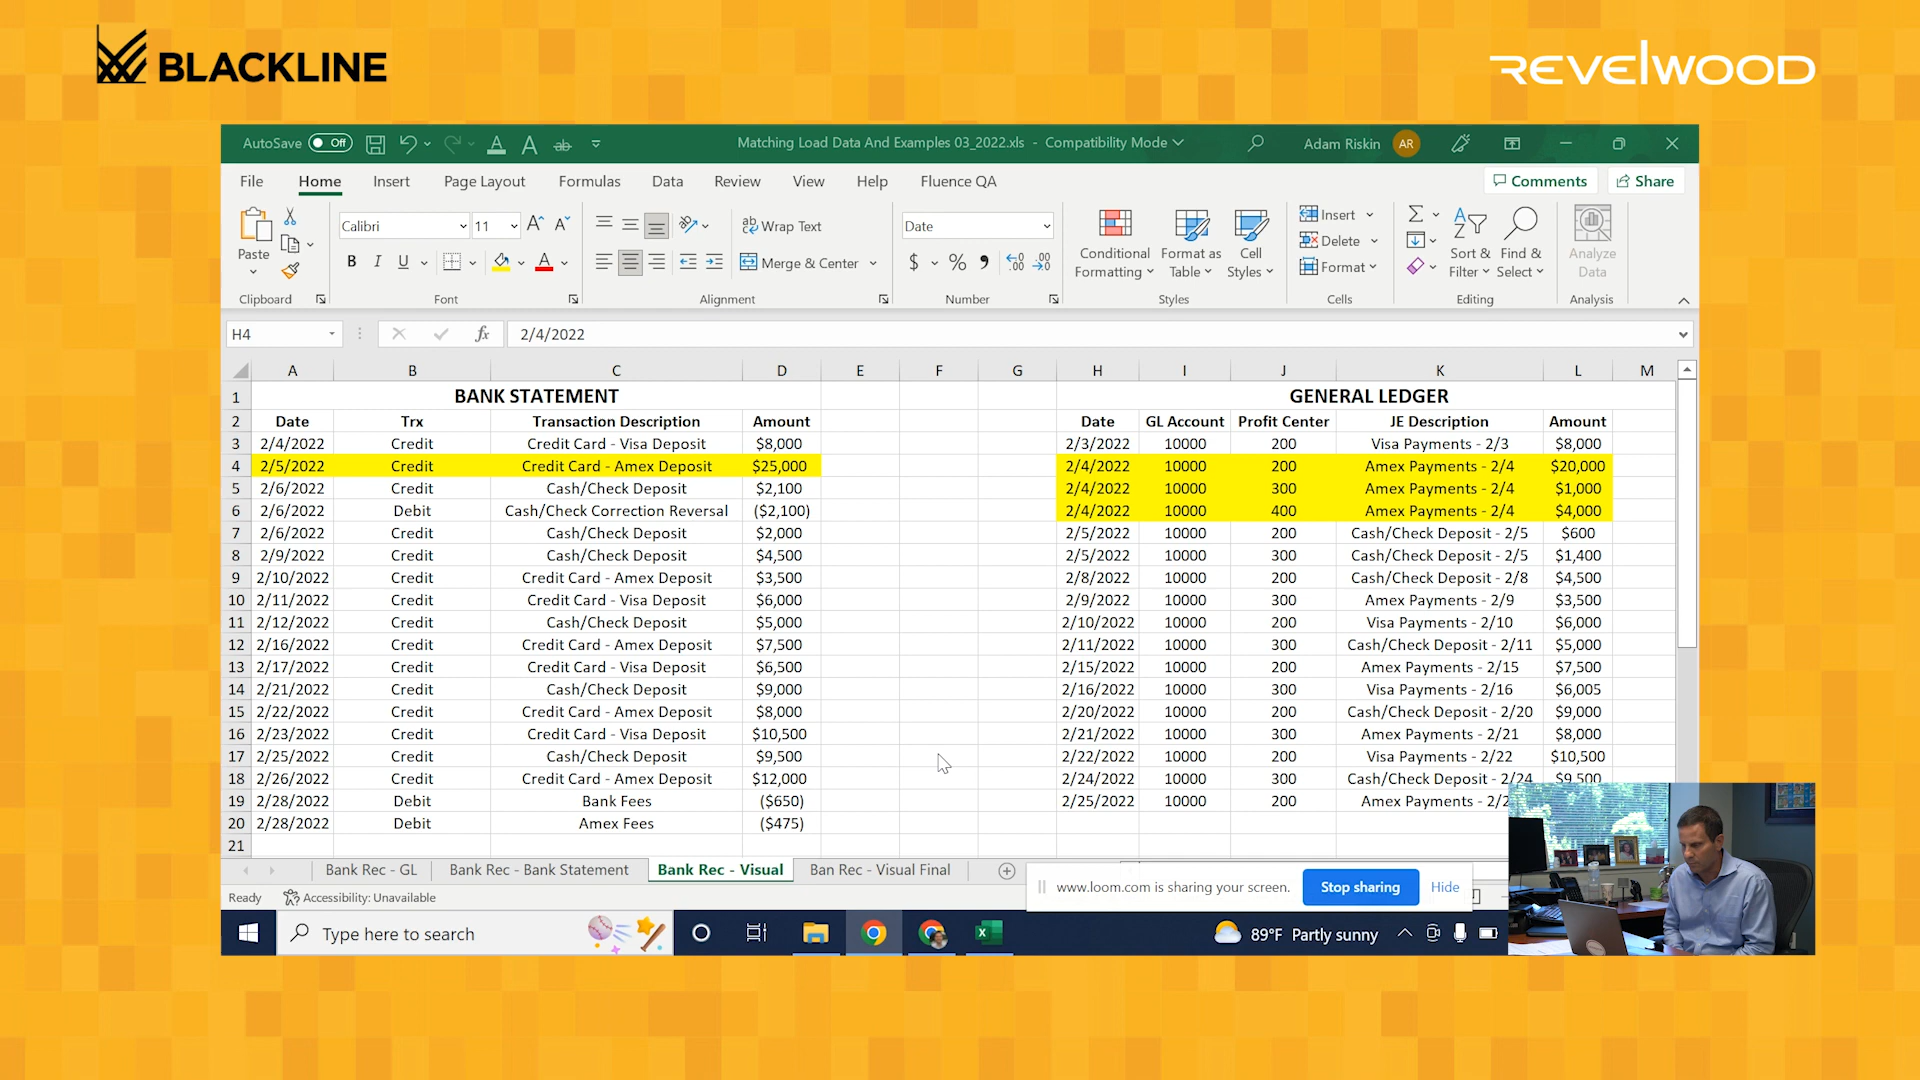 BLACKLINE
REVELWOOD
AutoSave Off
Matching Load Data And Examples 03_2022.xls - Compatibility Mode
Adam Riskin AR
File Home Insert Page Layout Formulas Data Review View Help Fluence QA
Comments Share
Calibri 11
Wrap Text
Date
Insert
Delete
Format
Paste
B I U
Merge & Center
$ % ,
Conditional Formatting
Format as Table
Cell Styles
Sort & Filter
Find & Select
Analyze Data
Clipboard Font Alignment Number Styles Cells Editing Analysis
H4 fx 2/4/2022
A B C D E F G H I J K L M
1 BANK STATEMENT GENERAL LEDGER
2 Date Trx Transaction Description Amount Date GL Account Profit Center JE Description Amount
3 2/4/2022 Credit Credit Card - Visa Deposit $8,000 2/3/2022 10000 200 Visa Payments - 2/3 $8,000
4 2/5/2022 Credit Credit Card - Amex Deposit $25,000 2/4/2022 10000 200 Amex Payments - 2/4 $20,000
5 2/6/2022 Credit Cash/Check Deposit $2,100 2/4/2022 10000 300 Amex Payments - 2/4 $1,000
6 2/6/2022 Debit Cash/Check Correction Reversal ($2,100) 2/4/2022 10000 400 Amex Payments - 2/4 $4,000
7 2/6/2022 Credit Cash/Check Deposit $2,000 2/5/2022 10000 200 Cash/Check Deposit - 2/5 $600
8 2/9/2022 Credit Cash/Check Deposit $4,500 2/5/2022 10000 300 Cash/Check Deposit - 2/5 $1,400
9 2/10/2022 Credit Credit Card - Amex Deposit $3,500 2/8/2022 10000 200 Cash/Check Deposit - 2/8 $4,500
10 2/11/2022 Credit Credit Card - Visa Deposit $6,000 2/9/2022 10000 300 Amex Payments - 2/9 $3,500
11 2/12/2022 Credit Cash/Check Deposit $5,000 2/10/2022 10000 200 Visa Payments - 2/10 $6,000
12 2/16/2022 Credit Credit Card - Amex Deposit $7,500 2/11/2022 10000 300 Cash/Check Deposit - 2/11 $5,000
13 2/17/2022 Credit Credit Card - Visa Deposit $6,500 2/15/2022 10000 200 Amex Payments - 2/15 $7,500
14 2/21/2022 Credit Cash/Check Deposit $9,000 2/16/2022 10000 300 Visa Payments - 2/16 $6,005
15 2/22/2022 Credit Credit Card - Amex Deposit $8,000 2/20/2022 10000 200 Cash/Check Deposit - 2/20 $9,000
16 2/23/2022 Credit Credit Card - Visa Deposit $10,500 2/21/2022 10000 300 Amex Payments - 2/21 $8,000
17 2/25/2022 Credit Cash/Check Deposit $9,500 2/22/2022 10000 200 Visa Payments - 2/22 $10,500
18 2/26/2022 Credit Credit Card - Amex Deposit $12,000 2/24/2022 10000 300 Cash/Check Deposit - 2/24 $9,500
19 2/28/2022 Debit Bank Fees ($650) 2/25/2022 10000 200 Amex Payments - 2/2
20 2/28/2022 Debit Amex Fees ($475)
21
Bank Rec - GL Bank Rec - Bank Statement Bank Rec - Visual Ban Rec - Visual Final
www.loom.com is sharing your screen. Stop sharing Hide
Ready Accessibility: Unavailable
Type here to search
89°F Partly sunny